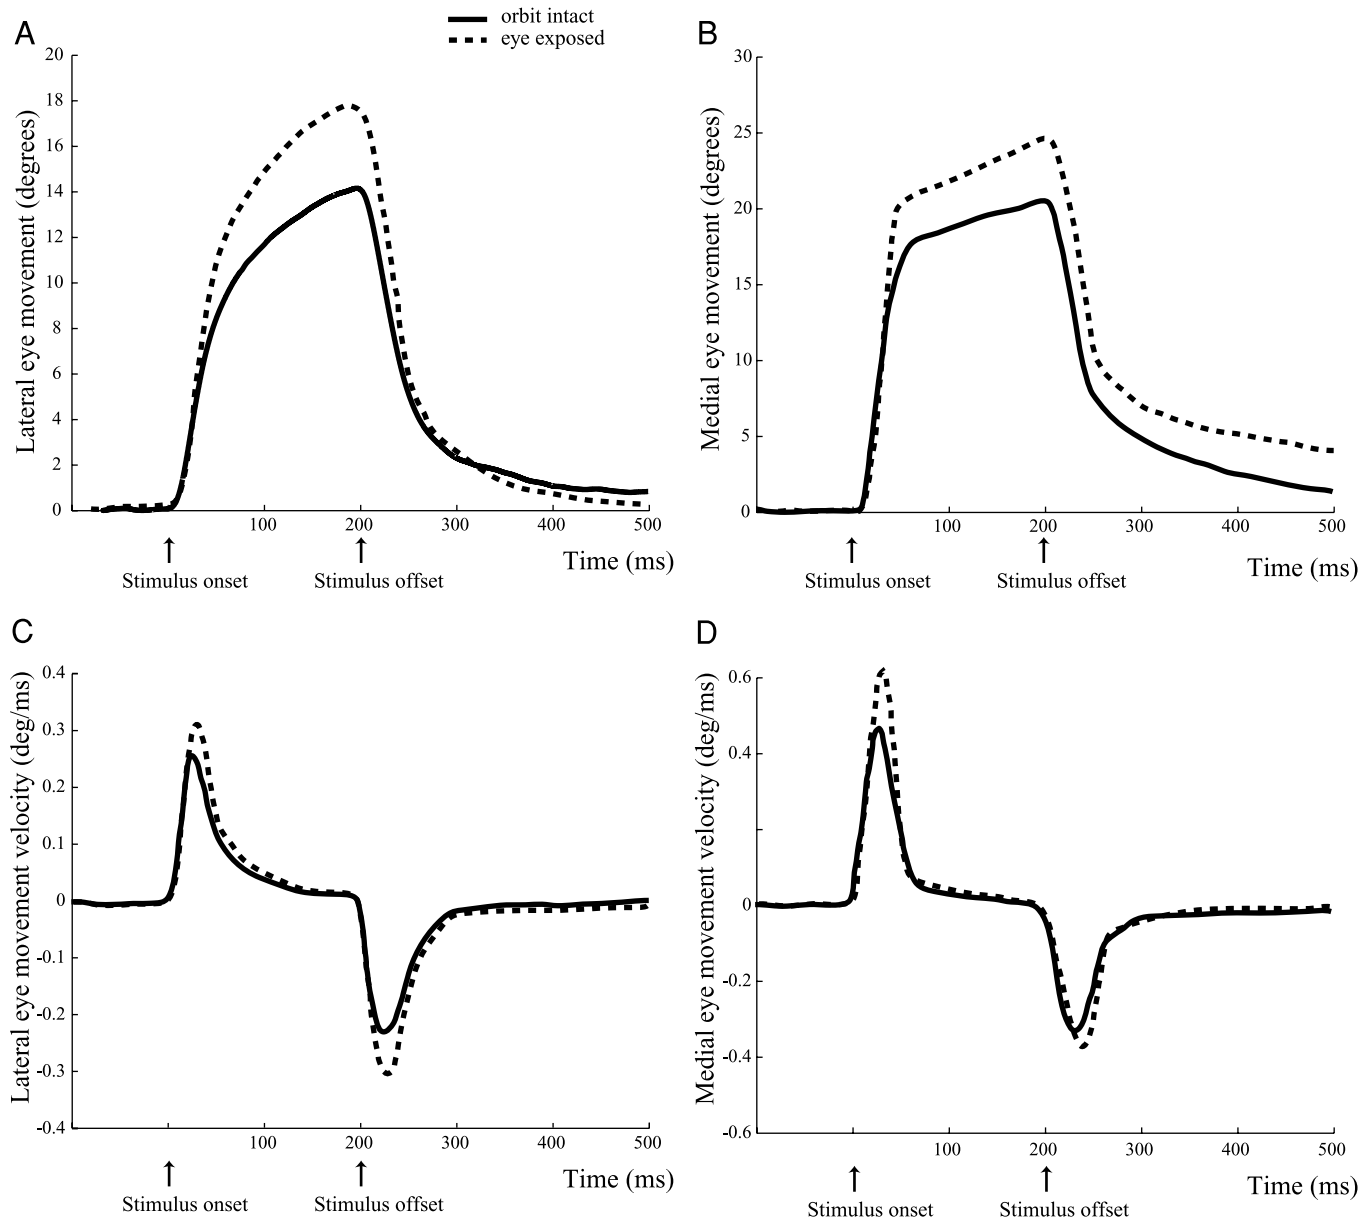 A
orbit intact
eye exposed
20
18
16
14
12
10
8
6
4
2
0
Lateral eye movement (degrees)
100
200
300
400
500
Time (ms)
Stimulus onset
Stimulus offset
B
30
25
20
15
10
5
0
Medial eye movement (degrees)
100
200
300
400
500
Time (ms)
Stimulus onset
Stimulus offset
C
0.4
0.3
0.2
0.1
0
-0.1
-0.2
-0.3
-0.4
Lateral eye movement velocity (deg/ms)
100
200
300
400
500
Time (ms)
Stimulus onset
Stimulus offset
D
0.6
0.4
0
-0.2
-0.4
-0.6
Medial eye movement velocity (deg/ms)
100
200
300
400
500
Time (ms)
Stimulus onset
Stimulus offset